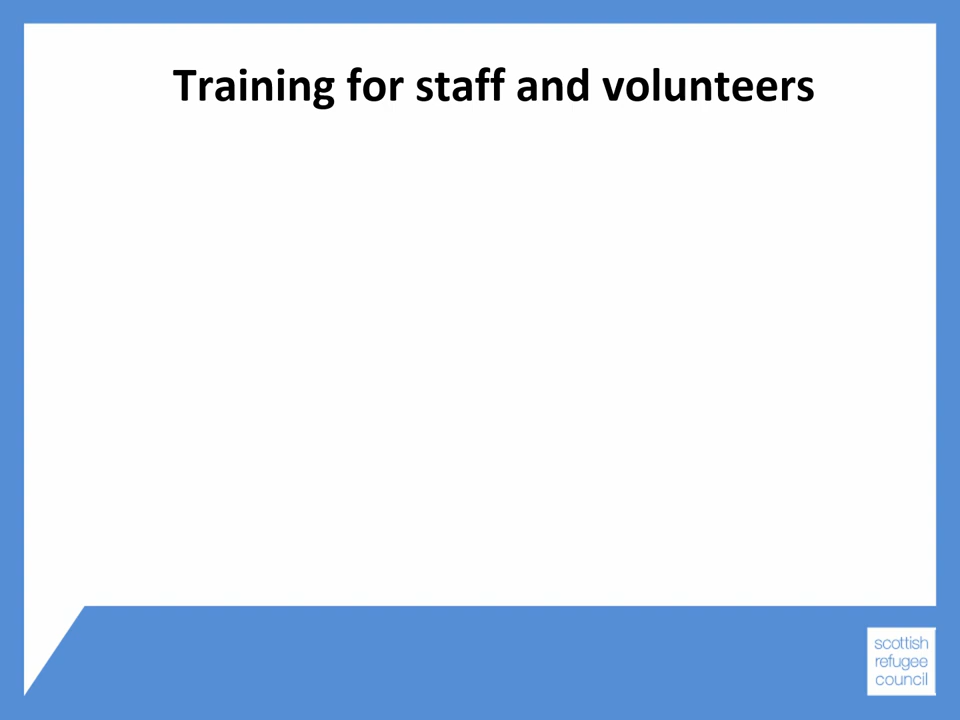 Training for staff and volunteers
scottish
refugee
council